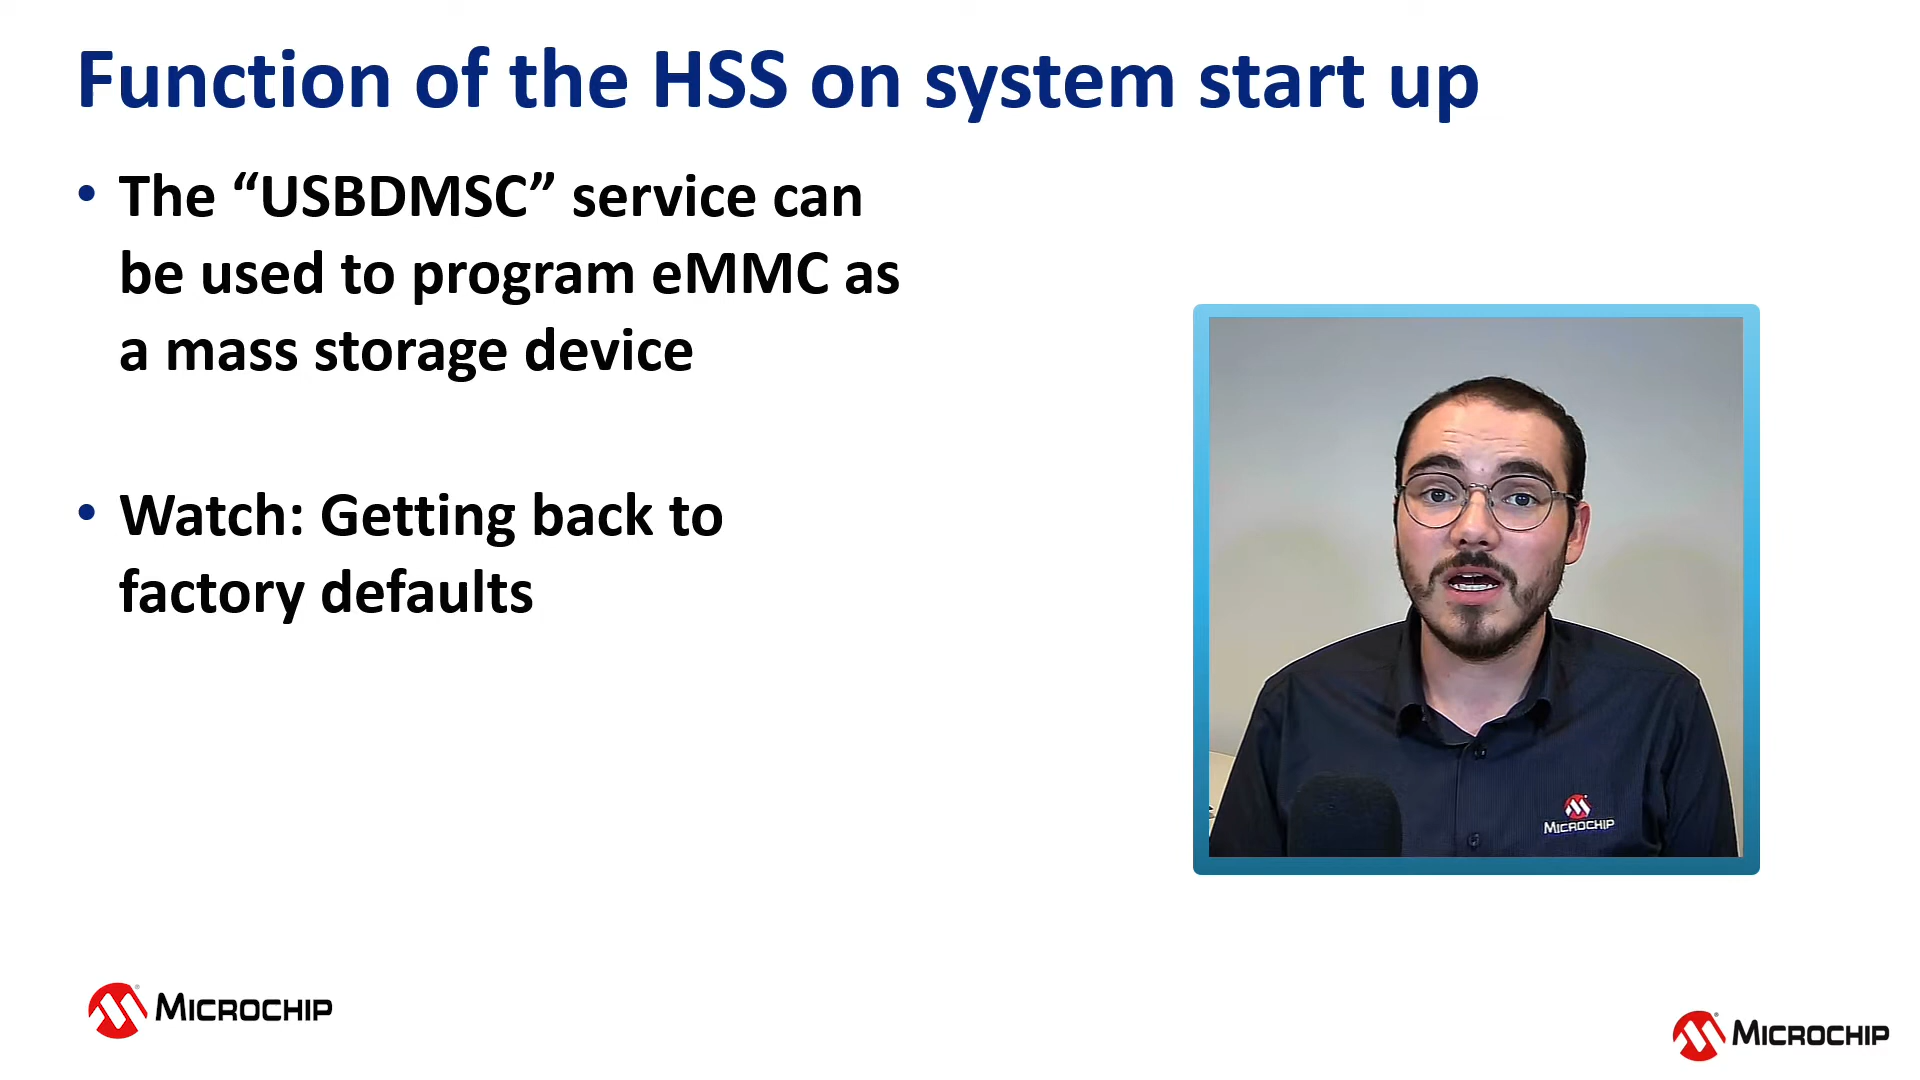 Function of the HSS on system start up
• The “USBDMSC” service can
be used to program eMMC as
a mass storage device
• Watch: Getting back to
factory defaults
MICROCHIP
MICROCHIP
MICROCHIP